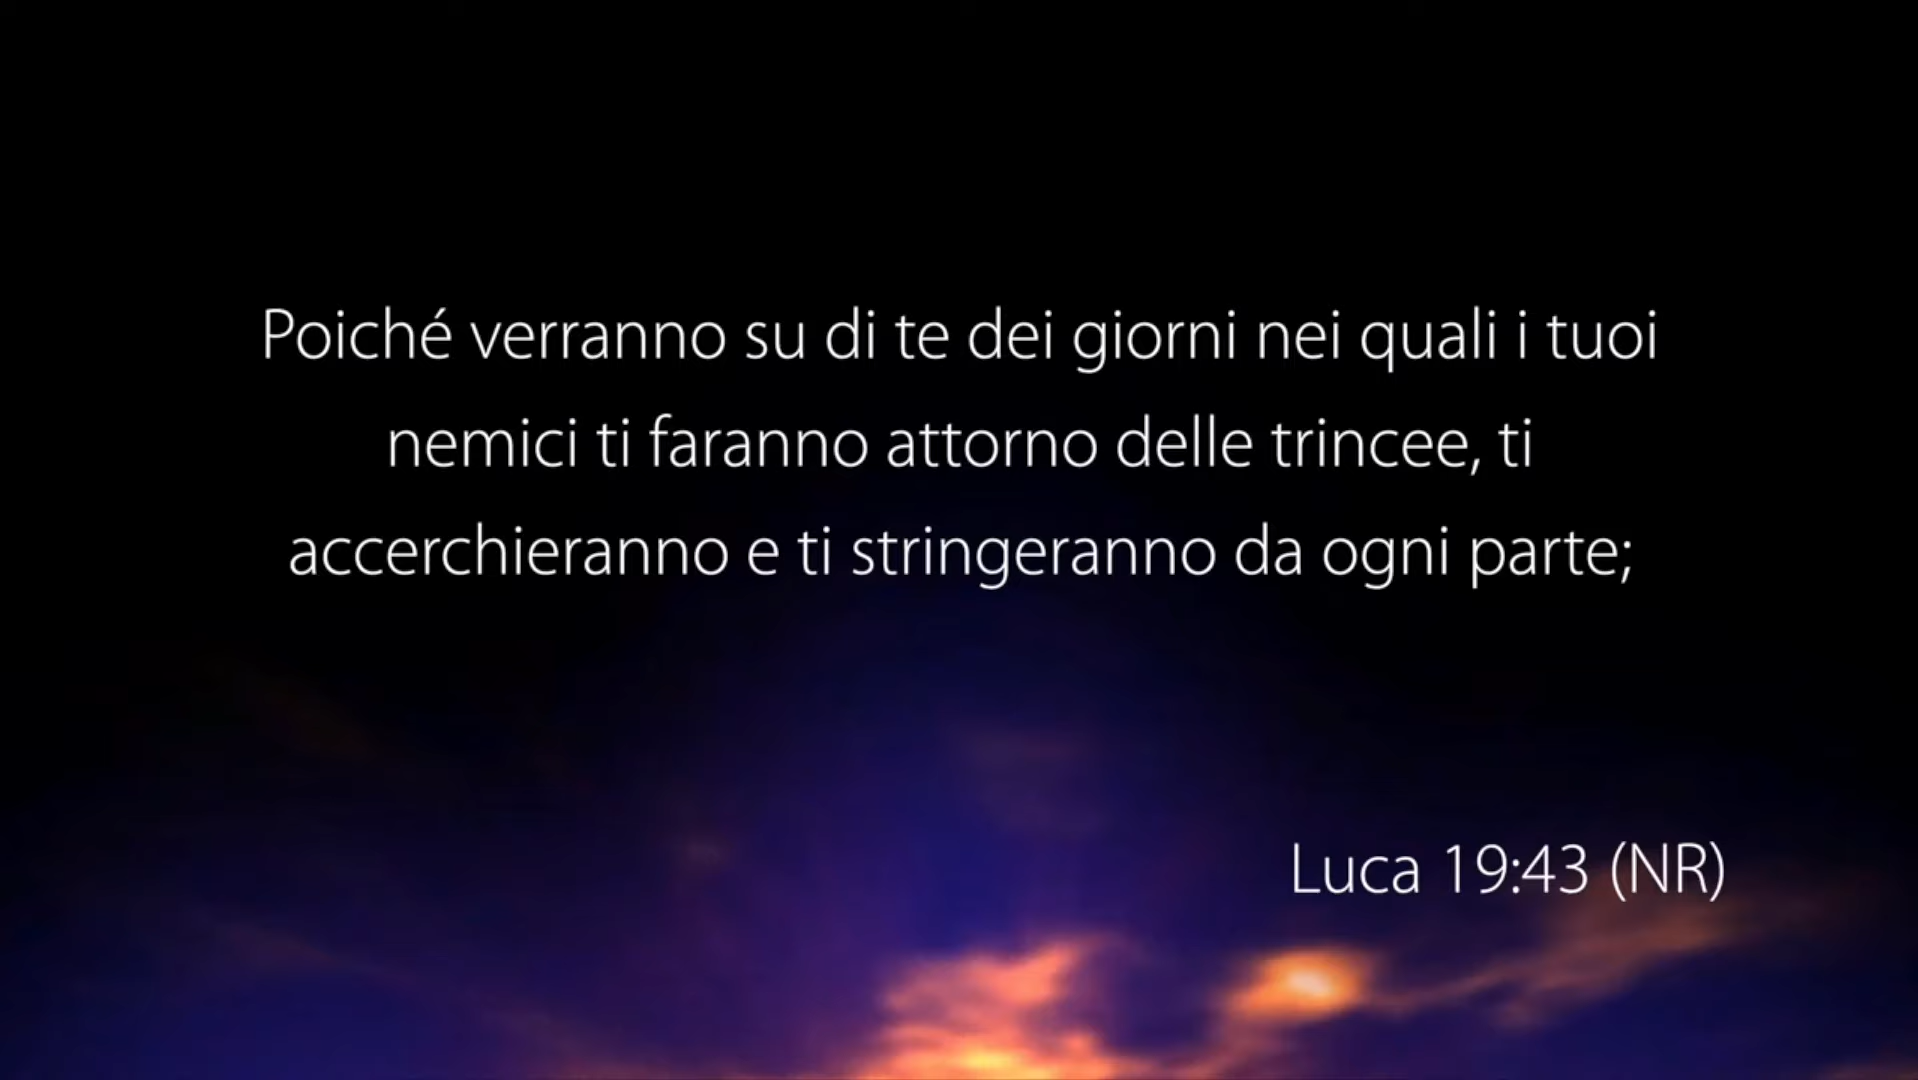 Poiché verranno su di te dei giorni nei quali i tuoi
nemici ti faranno attorno delle trincee, ti
accerchieranno e ti stringeranno da ogni parte;
Luca 19:43 (NR)